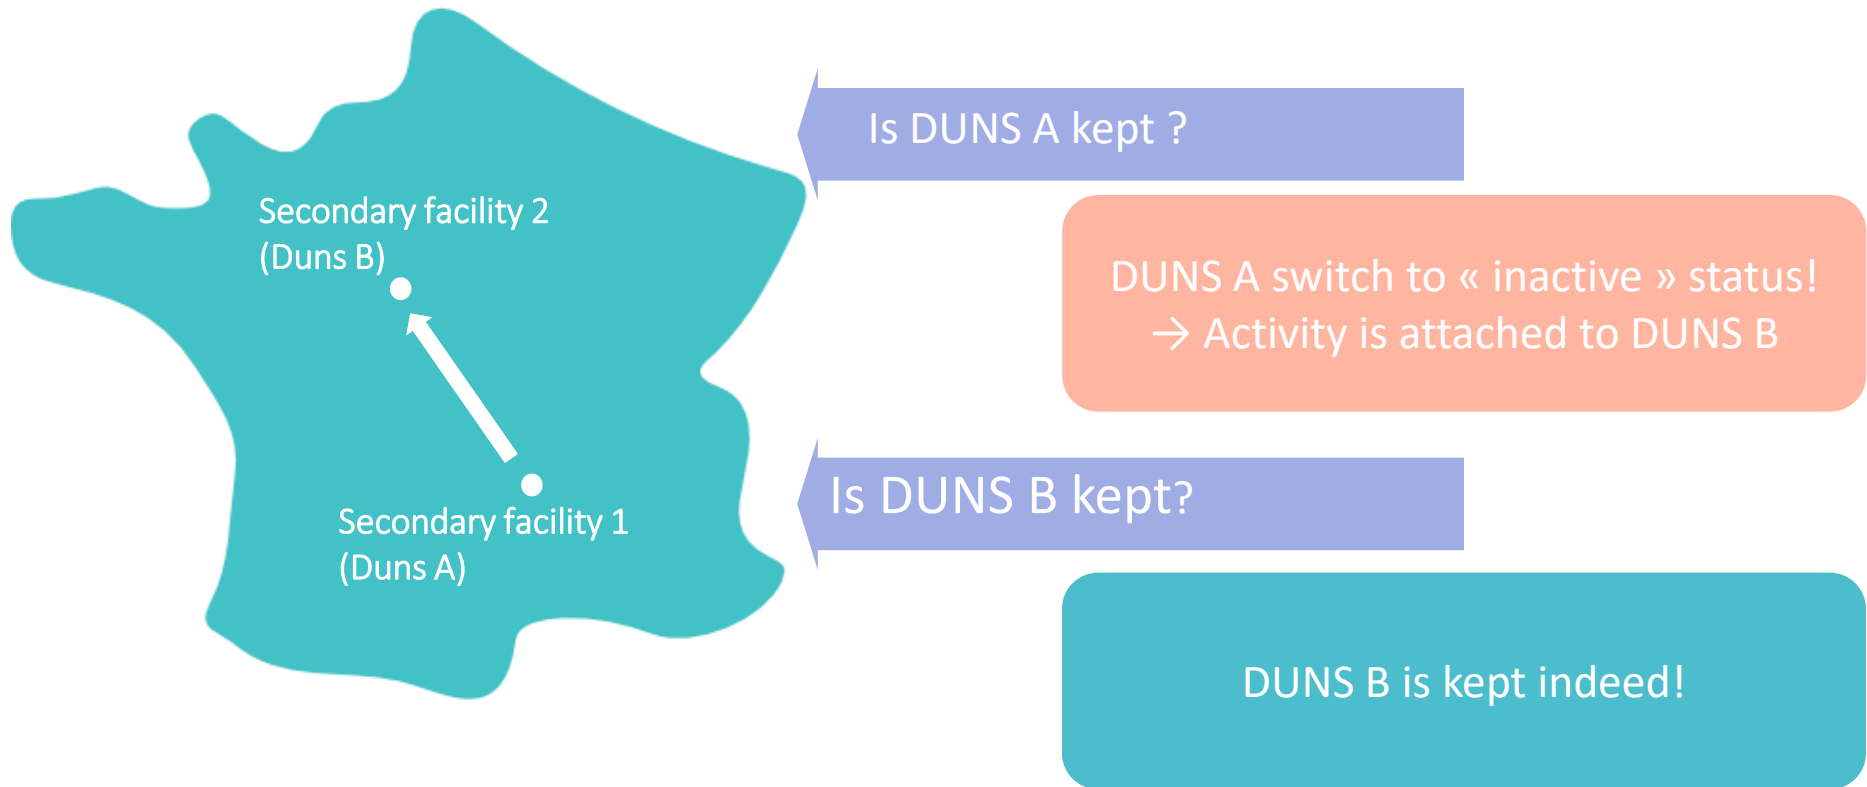 Secondary facility 2
(Duns B)
Secondary facility 1
(Duns A)
Is DUNS A kept ?
DUNS A switch to « inactive » status!
→ Activity is attached to DUNS B
Is DUNS B kept?
DUNS B is kept indeed!